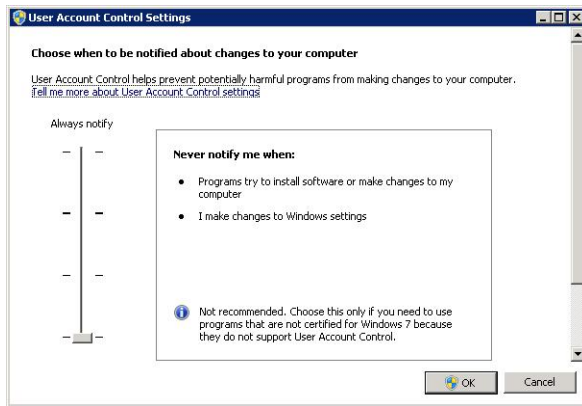 User Account Control Settings
Choose when to be notified about changes to your computer
User Account Control helps prevent potentially harmful programs from making changes to your computer.
Tell me more about User Account Control settings
Always notify
Never notify me when:
• Programs try to install software or make changes to my
computer
• I make changes to Windows settings
Not recommended. Choose this only if you need to use
programs that are not certified for Windows 7 because
they do not support User Account Control.
OK
Cancel